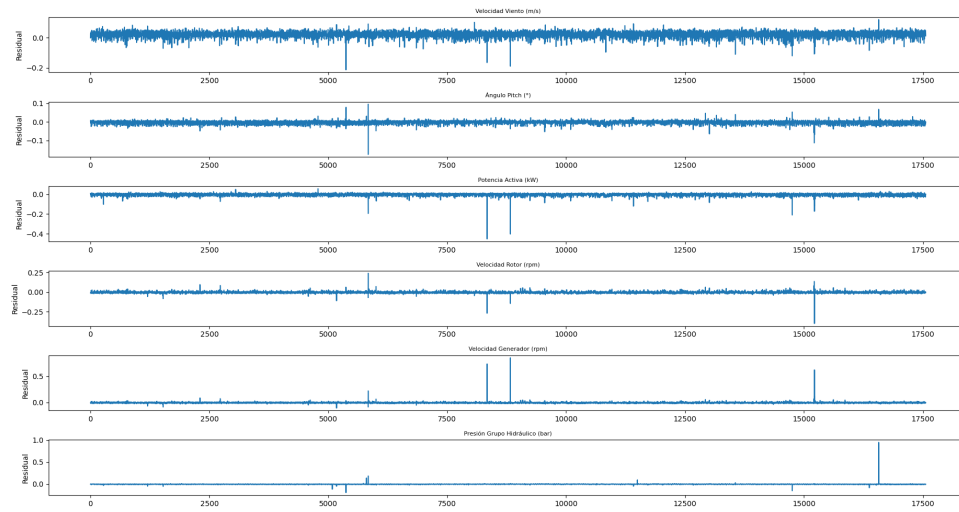 Velocidad Viento (m/s)
Residual
0.0
−0.2
0 2500 5000 7500 10000 12500 15000 17500
Ángulo Pitch (°)
Residual
0.1
0.0
−0.1
0 2500 5000 7500 10000 12500 15000 17500
Potencia Activa (kW)
Residual
0.0
−0.2
−0.4
0 2500 5000 7500 10000 12500 15000 17500
Velocidad Rotor (rpm)
Residual
0.25
0.00
−0.25
0 2500 5000 7500 10000 12500 15000 17500
Velocidad Generador (rpm)
Residual
0.5
0.0
0 2500 5000 7500 10000 12500 15000 17500
Presión Grupo Hidráulico (bar)
Residual
1.0
0.5
0.0
0 2500 5000 7500 10000 12500 15000 17500